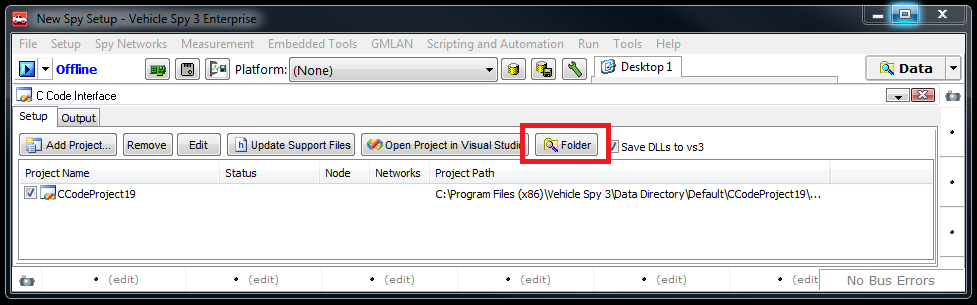 New Spy Setup - Vehicle Spy 3 Enterprise
File Setup Spy Networks Measurement Embedded Tools GMLAN Scripting and Automation Run Tools Help
Offline Platform: (None) Desktop 1 Data
C Code Interface
Setup Output
Add Project... Remove Edit Update Support Files Open Project in Visual Studio Folder Save DLLs to vs3
Project Name Status Node Networks Project Path
CCodeProject19 C:\Program Files (x86)\Vehicle Spy 3\Data Directory\Default\CCodeProject19\...
(edit) (edit) (edit) (edit) (edit) (edit) No Bus Errors